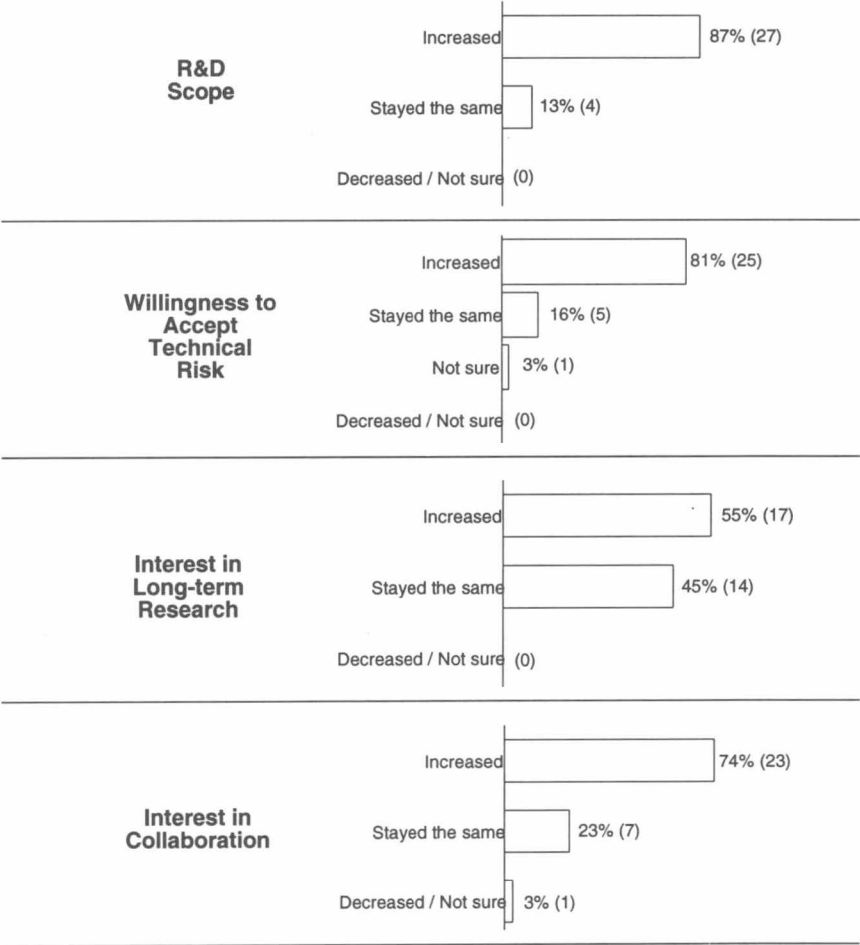 R&D
Scope
Increased 87% (27)
Stayed the same 13% (4)
Decreased / Not sure (0)
Willingness to
Accept
Technical
Risk
Increased 81% (25)
Stayed the same 16% (5)
Not sure 3% (1)
Decreased / Not sure (0)
Interest in
Long-term
Research
Increased 55% (17)
Stayed the same 45% (14)
Decreased / Not sure (0)
Interest in
Collaboration
Increased 74% (23)
Stayed the same 23% (7)
Decreased / Not sure 3% (1)